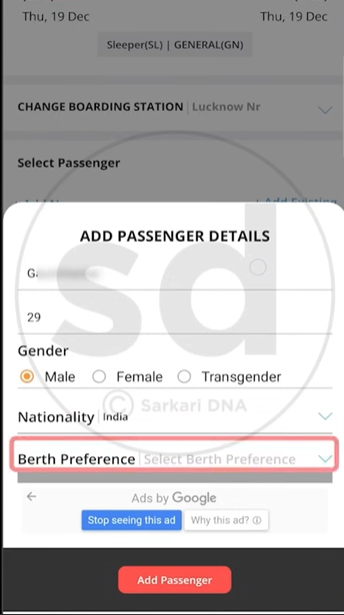 Thu, 19 Dec Thu, 19 Dec
Sleeper(SL) | GENERAL(GN)
CHANGE BOARDING STATION | Lucknow Nr
Select Passenger
+ Add Existing
ADD PASSENGER DETAILS
29
Gender
Male Female Transgender
Nationality | India
© Sarkari DNA
Berth Preference | Select Berth Preference
Ads by Google
Stop seeing this ad Why this ad?
Add Passenger
sd